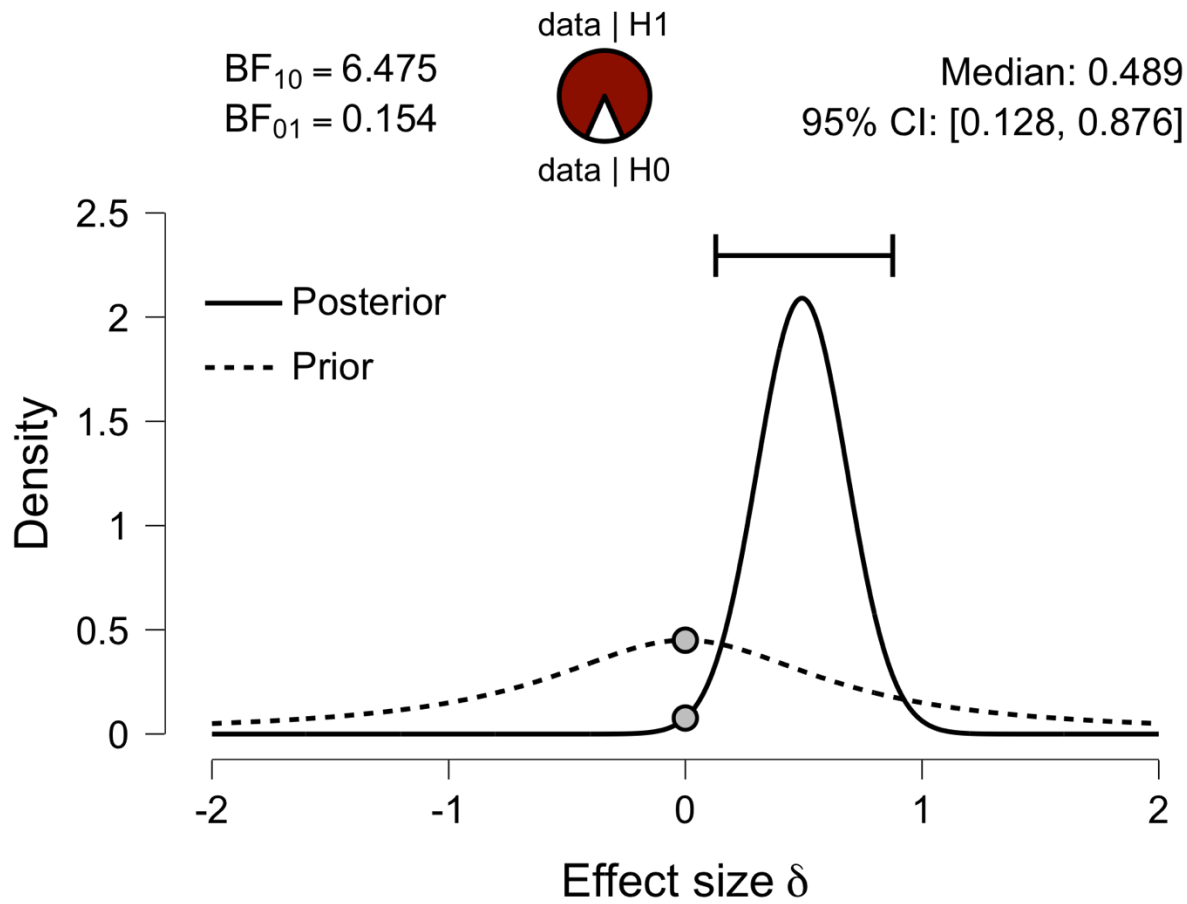 data | H1
BF10 = 6.475
BF01 = 0.154
Median: 0.489
95% CI: [0.128, 0.876]
data | H0
2.5
2
1.5
1
0.5
0
Density
Posterior
Prior
-2
-1
0
1
2
Effect size δ